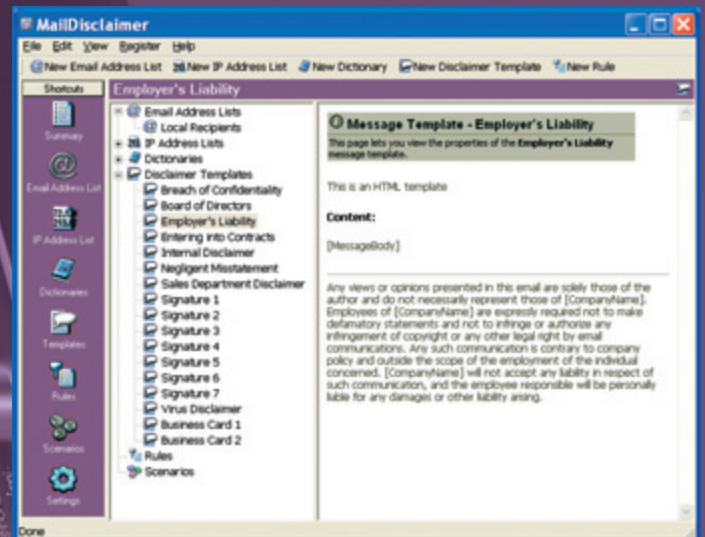 MailDisclaimer
File Edit View Register Help
New Email Address List New IP Address List New Dictionary New Disclaimer Template New Rule
Shortcuts
Employer's Liability
Summary
Email Address List
IP Address List
Dictionaries
Templates
Rules
Scenarios
Settings
Email Address Lists
Local Recipients
IP Address Lists
Dictionaries
Disclaimer Templates
Breach of Confidentiality
Board of Directors
Employer's Liability
Entering into Contracts
Internal Disclaimer
Negligent Misstatement
Sales Department Disclaimer
Signature 1
Signature 2
Signature 3
Signature 4
Signature 5
Signature 6
Signature 7
Virus Disclaimer
Business Card 1
Business Card 2
Rules
Scenarios
Message Template - Employer's Liability
This page lets you view the properties of the Employer's Liability
message template.
This is an HTML template
Content:
[MessageBody]
Any views or opinions presented in this email are solely those of the
author and do not necessarily represent those of [CompanyName].
Employees of [CompanyName] are expressly required not to make
defamatory statements and not to infringe or authorize any
infringement of copyright or any other legal right by email
communications. Any such communication is contrary to company
policy and outside the scope of the employment of the individual
concerned. [CompanyName] will not accept any liability in respect of
such communication, and the employee responsible will be personally
liable for any damages or other liability arising.
Done